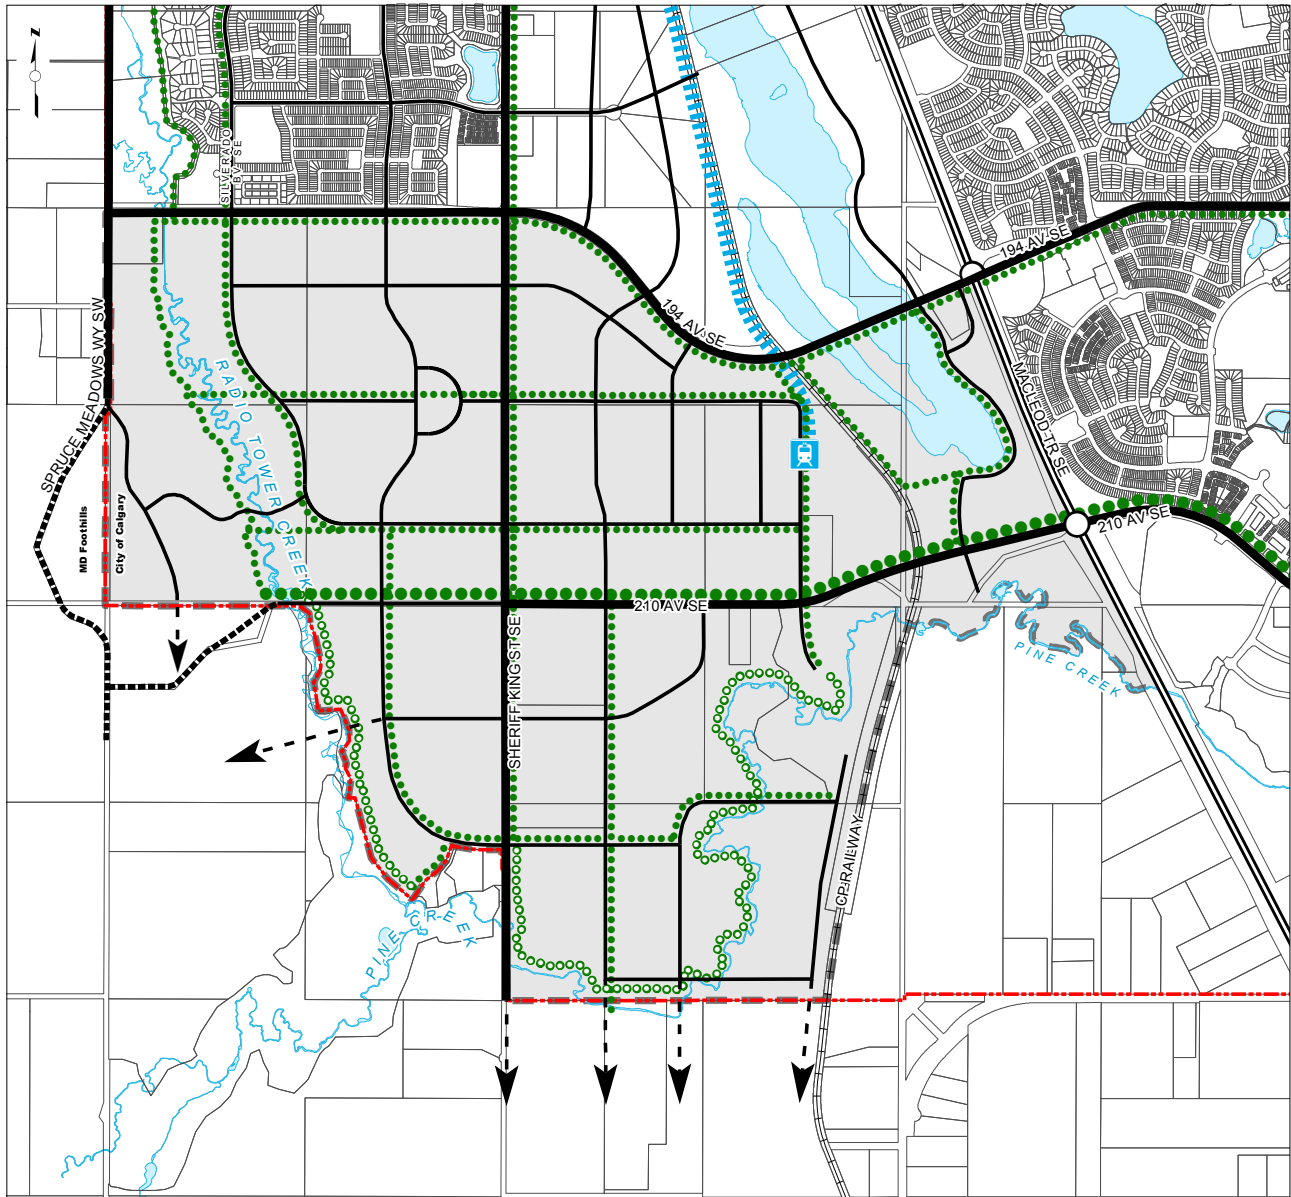 Z
SILVERADO
BV SE
194 AV SE
194 AV SE
SPRUCE MEADOWS WY SW
RADIO TOWER CREEK
MACLEOD TR SE
MD Foothills
City of Calgary
210 AV SE
210 AV SE
SHERIFF KING ST SE
PINE CREEK
CP RAILWAY
PINE CREEK